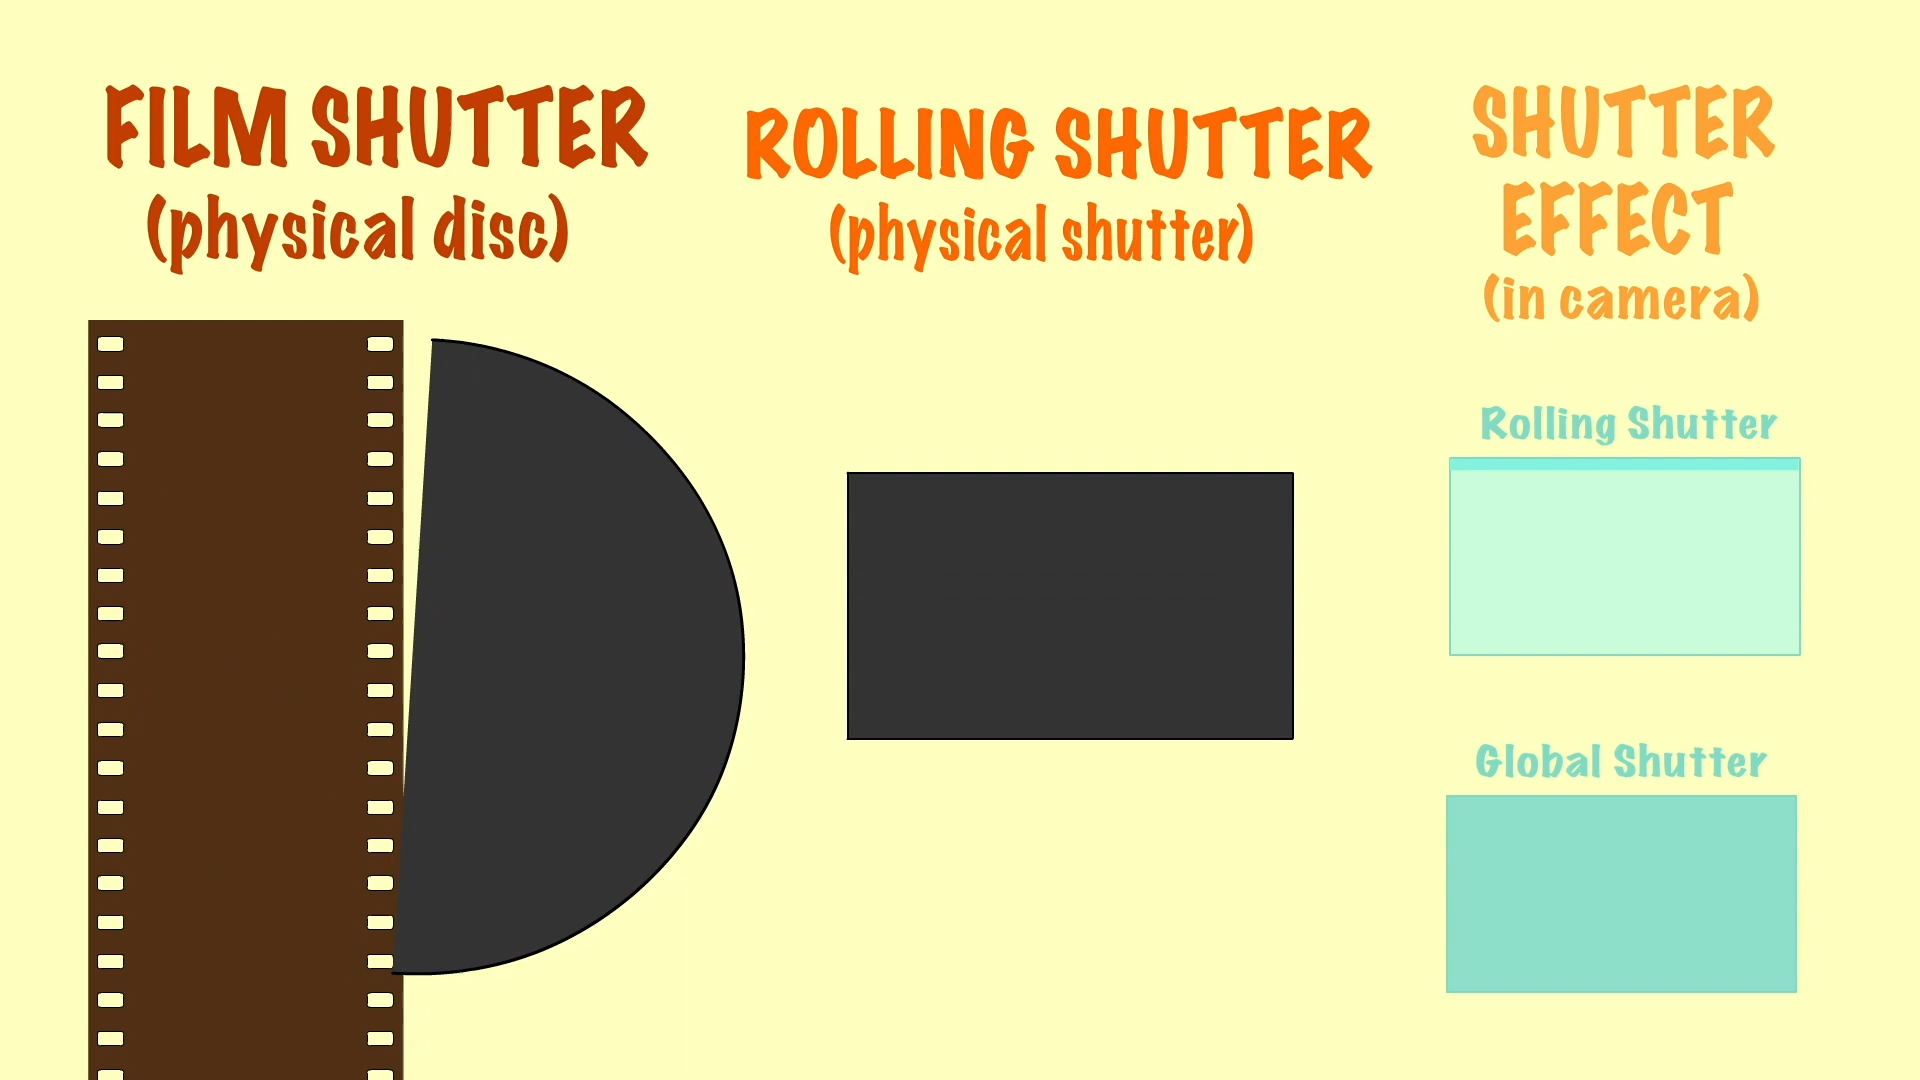 FILM SHUTTER
(physical disc)
ROLLING SHUTTER
(physical shutter)
SHUTTER
EFFECT
(in camera)
Rolling Shutter
Global Shutter